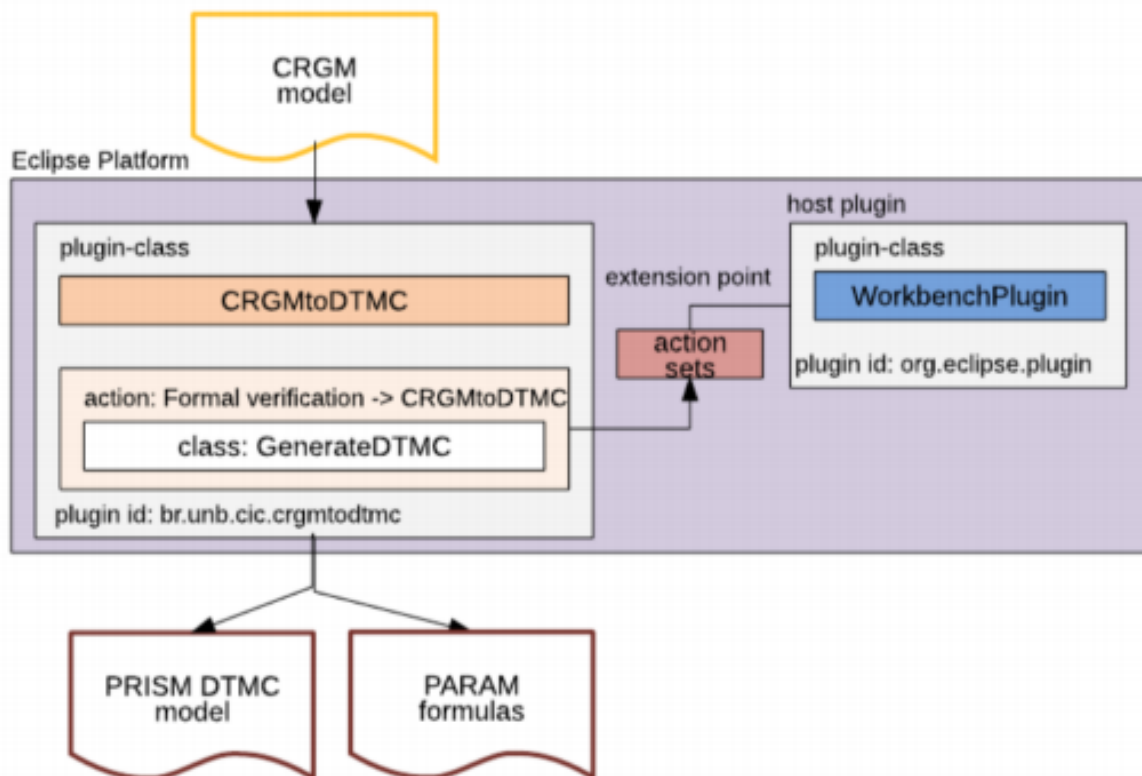 CRGM
model
Eclipse Platform
host plugin
plugin-class
plugin-class
extension point
CRGMtoDTMC
WorkbenchPlugin
action
sets
plugin id: org.eclipse.plugin
action: Formal verification -> CRGMtoDTMC
class: GenerateDTMC
plugin id: br.unb.cic.crgmtodtmc
PRISM DTMC
model
PARAM
formulas